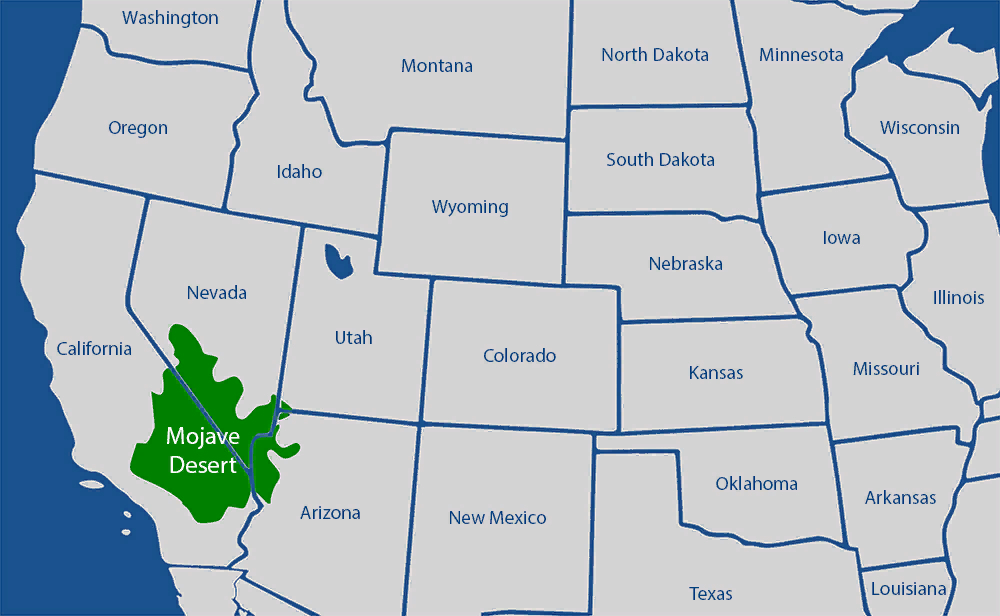 Washington
Montana
North Dakota
Minnesota
Oregon
Idaho
Wyoming
South Dakota
Wisconsin
Nevada
Utah
Colorado
Nebraska
Iowa
Illinois
California
Kansas
Missouri
Mojave
Desert
Arizona
New Mexico
Oklahoma
Arkansas
Texas
Louisiana